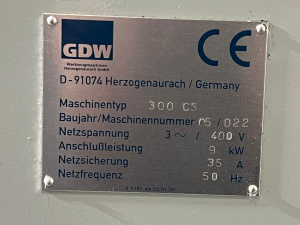 GDW
Werkzeugmaschinen
Herzogenaurach GmbH
CE
D-91074 Herzogenaurach / Germany
Maschinentyp 300 CS
Baujahr/Maschinennummer 05/022
Netzspannung 3~/ 400 V
Anschlußleistung 9 kW
Netzsicherung 35 A
Netzfrequenz 50 Hz